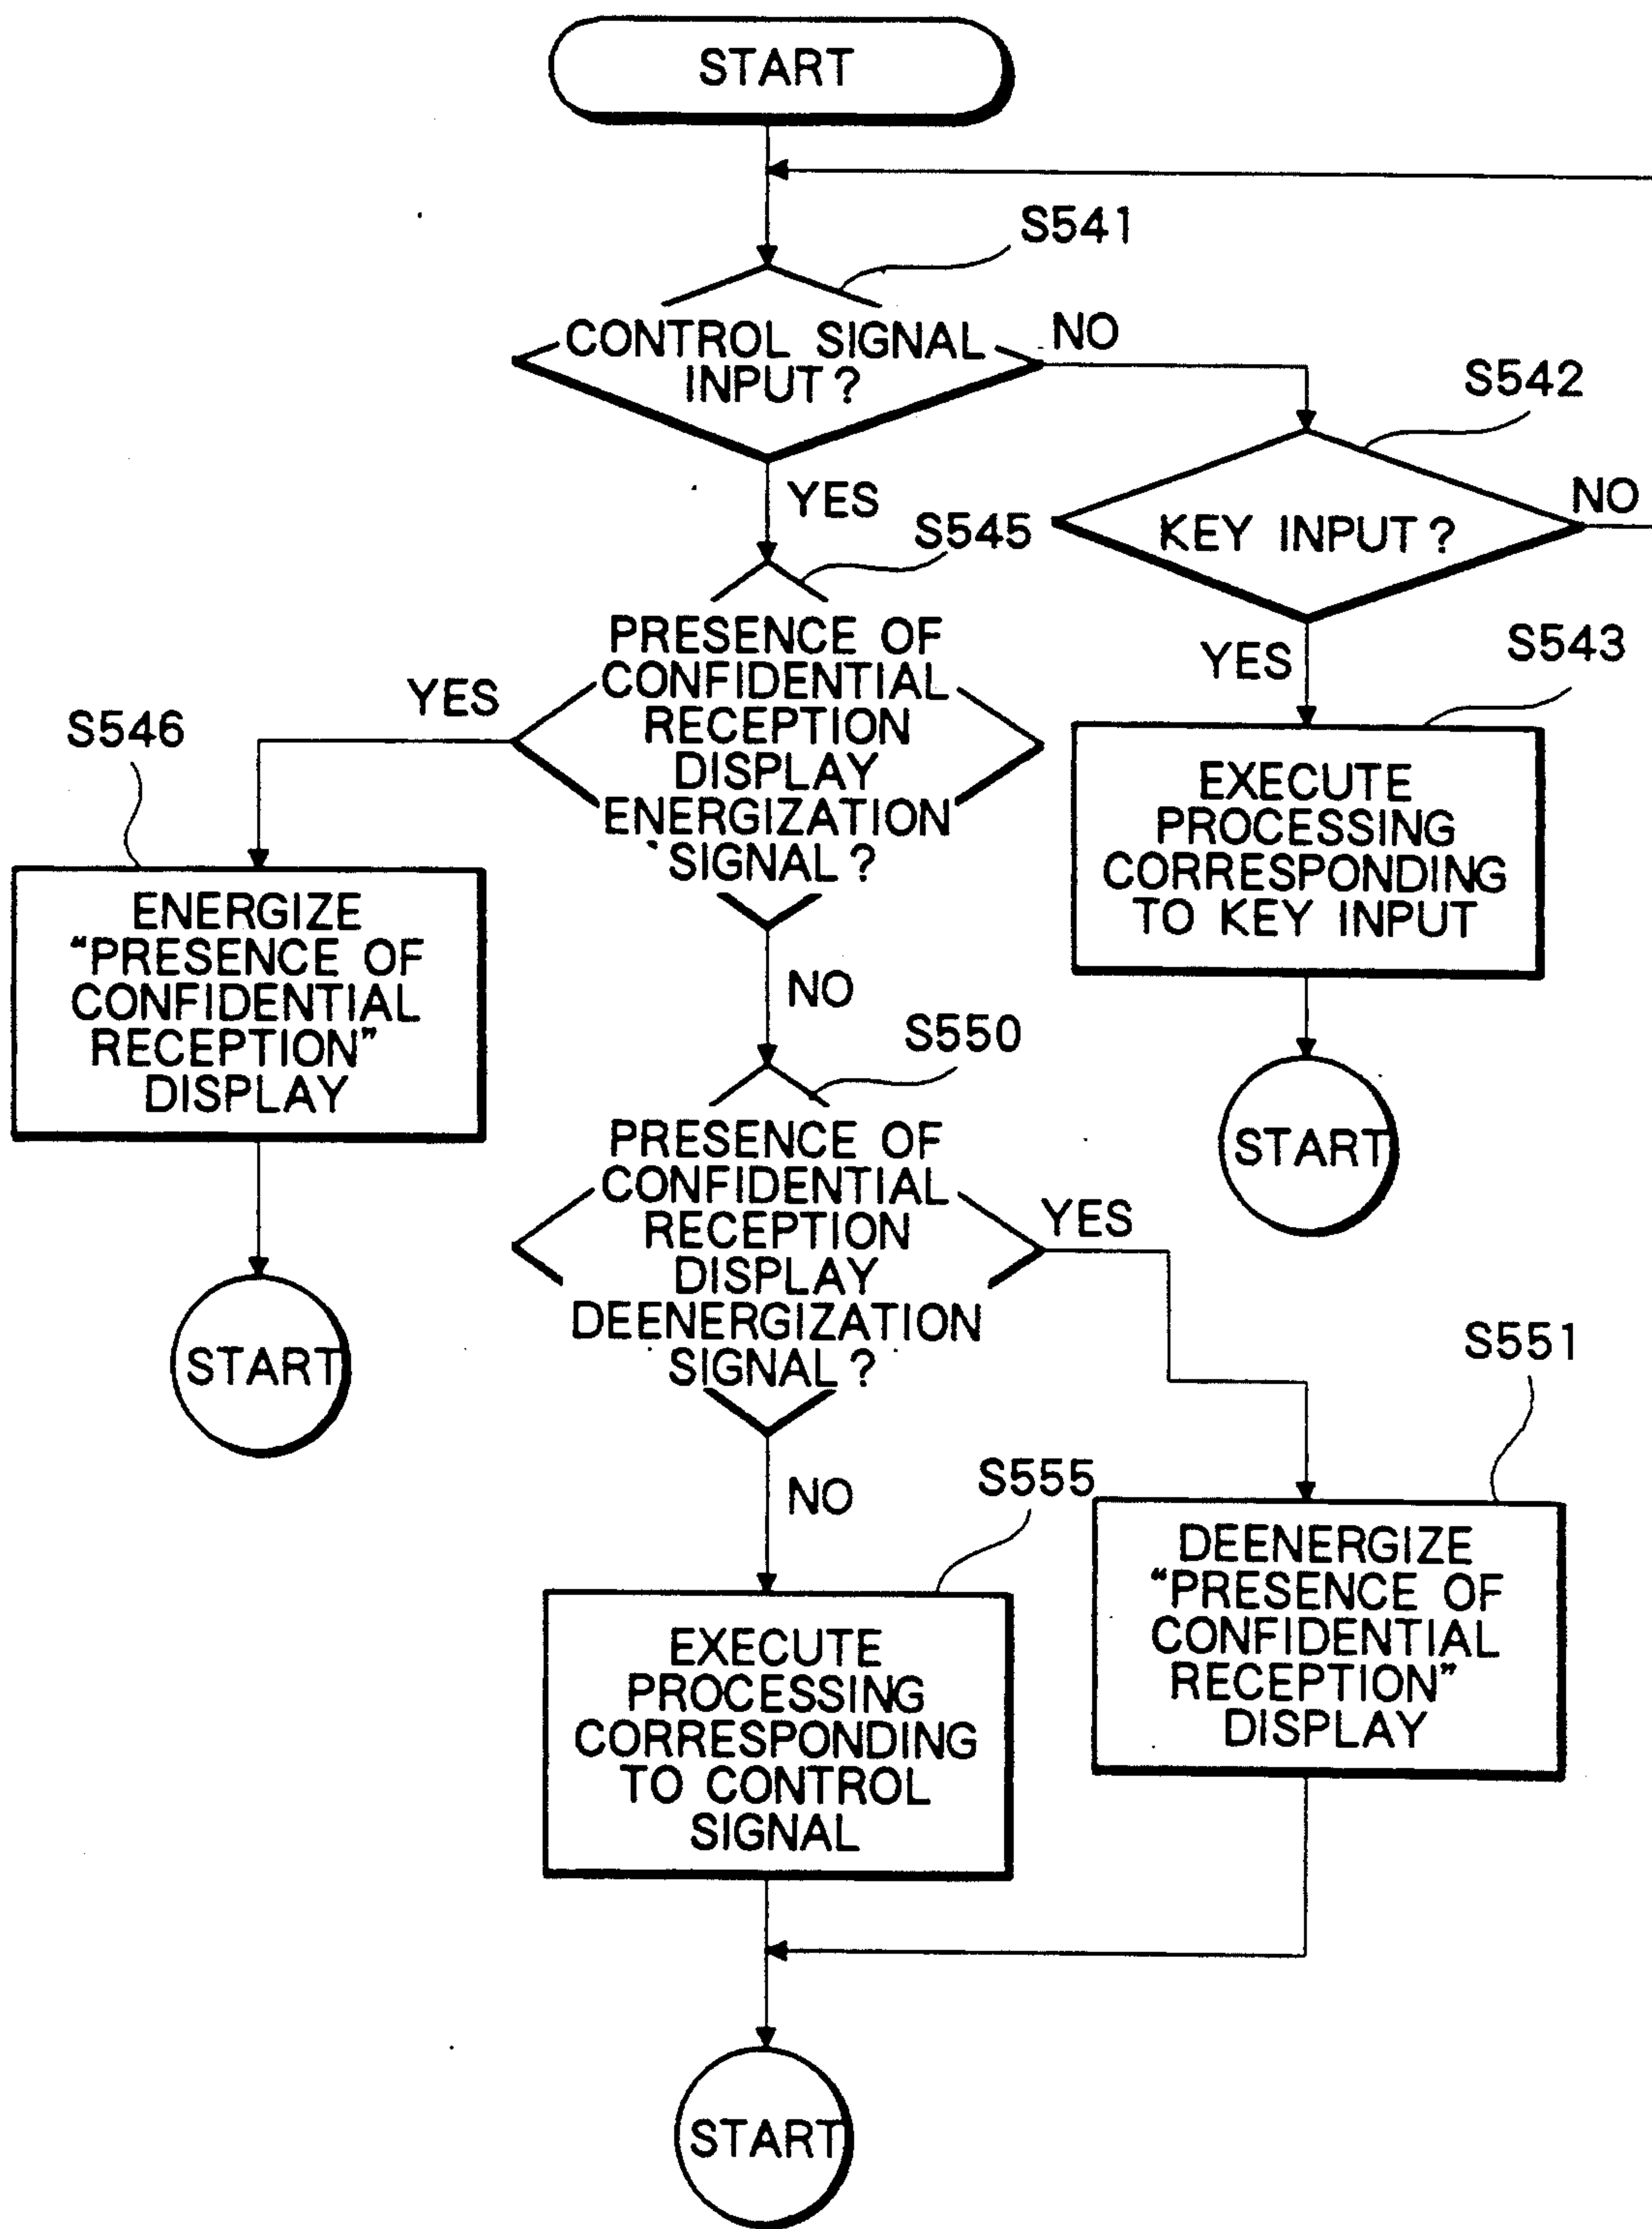 START
S541
CONTROL SIGNAL
INPUT?
NO
S542
KEY INPUT?
NO
YES
S543
EXECUTE
PROCESSING
CORRESPONDING
TO KEY INPUT
START
YES
S545
PRESENCE OF
CONFIDENTIAL
RECEPTION
DISPLAY
ENERGIZATION
SIGNAL?
YES
S546
ENERGIZE
"PRESENCE OF
CONFIDENTIAL
RECEPTION"
DISPLAY
START
NO
S550
PRESENCE OF
CONFIDENTIAL
RECEPTION
DISPLAY
DEENERGIZATION
SIGNAL?
YES
S551
DEENERGIZE
"PRESENCE OF
CONFIDENTIAL
RECEPTION"
DISPLAY
NO
S555
EXECUTE
PROCESSING
CORRESPONDING
TO CONTROL
SIGNAL
START